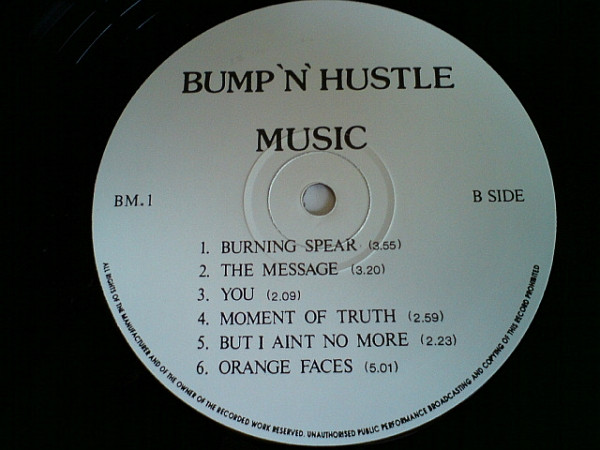 BUMP `N` HUSTLE
MUSIC
BM.1
B SIDE
1. BURNING SPEAR (3.55)
2. THE MESSAGE (3.20)
3. YOU (2.09)
4. MOMENT OF TRUTH (2.59)
5. BUT I AINT NO MORE (2.23)
6. ORANGE FACES (5.01)
ALL RIGHTS OF THE MANUFACTURER AND OF THE OWNER OF THE RECORDED WORK RESERVED. UNAUTHORISED PUBLIC PERFORMANCE BROADCASTING AND COPYING OF THIS RECORD PROHIBITED